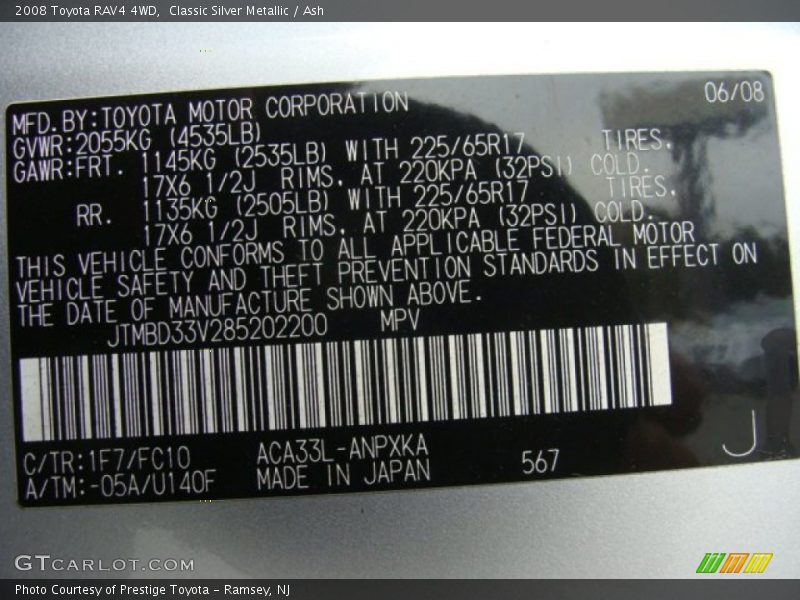 2008 Toyota RAV4 4WD,  Classic Silver Metallic / Ash
06/08
MFD.BY:TOYOTA MOTOR CORPORATION
GVWR:2055KG (4535LB)
GAWR:FRT. 1145KG (2535LB) WITH 225/65R17 TIRES.
17X6 1/2J RIMS, AT 220KPA (32PSI) COLD.
RR. 1135KG (2505LB) WITH 225/65R17 TIRES.
17X6 1/2J RIMS, AT 220KPA (32PSI) COLD.
THIS VEHICLE CONFORMS TO ALL APPLICABLE FEDERAL MOTOR
VEHICLE SAFETY AND THEFT PREVENTION STANDARDS IN EFFECT ON
THE DATE OF MANUFACTURE SHOWN ABOVE.
JTMBD33V285202200 MPV
C/TR:1F7/FC10 ACA33L-ANPXKA
A/TM:-05A/U140F MADE IN JAPAN 567
J
GTCARLOT.COM
Photo Courtesy of Prestige Toyota - Ramsey, NJ